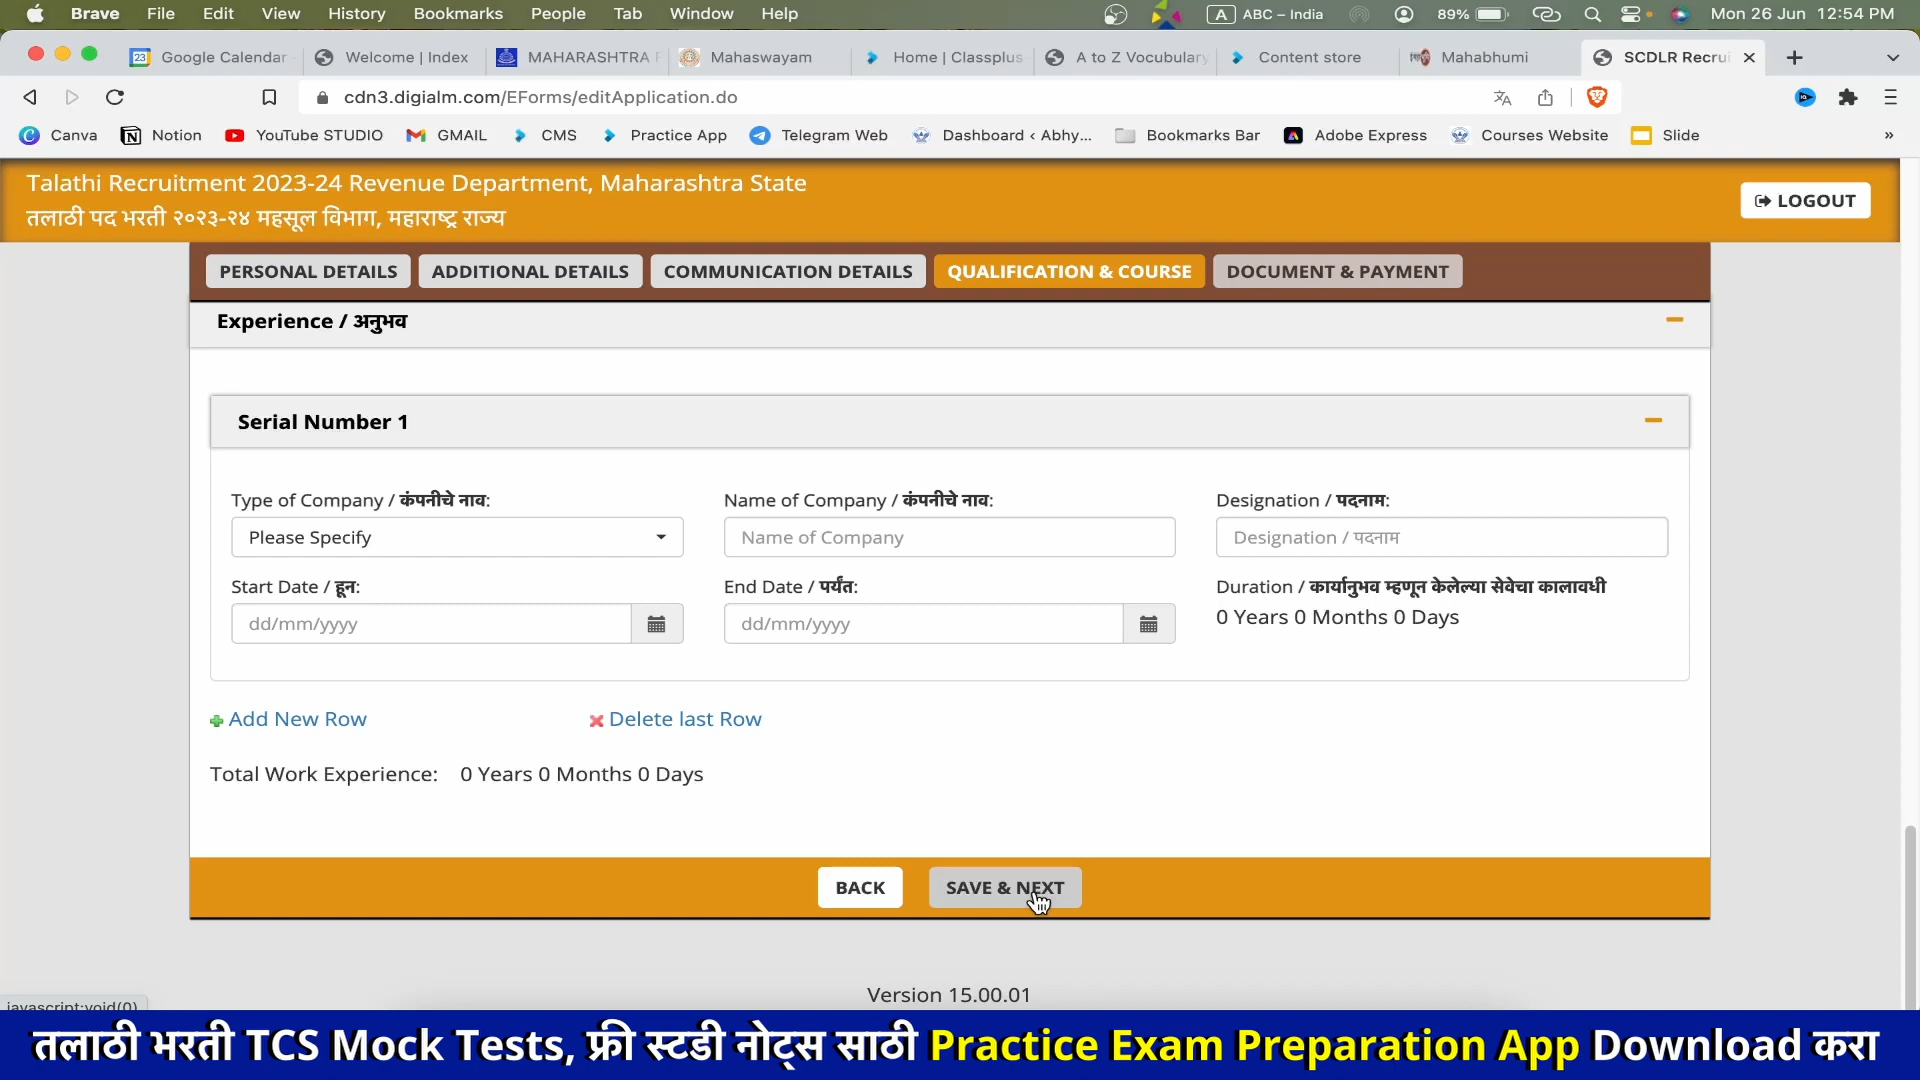 Brave File Edit View History Bookmarks People Tab Window Help A ABC – India 89% Mon 26 Jun 12:54 PM
23 Google Calendar Welcome | Index MAHARASHTRA Mahaswayam Home | Classplus A to Z Vocubulary Content store Mahabhumi SCDLR Recrui
cdn3.digialm.com/EForms/editApplication.do
Canva Notion YouTube STUDIO GMAIL CMS Practice App Telegram Web Dashboard ‹ Abhy... Bookmarks Bar Adobe Express Courses Website Slide »
Talathi Recruitment 2023-24 Revenue Department, Maharashtra State
तलाठी पद भरती २०२३-२४ महसूल विभाग, महाराष्ट्र राज्य
LOGOUT
PERSONAL DETAILS ADDITIONAL DETAILS COMMUNICATION DETAILS QUALIFICATION & COURSE DOCUMENT & PAYMENT
Experience / अनुभव
Serial Number 1
Type of Company / कंपनीचे नाव: Name of Company / कंपनीचे नाव: Designation / पदनाम:
Please Specify Name of Company Designation / पदनाम
Start Date / हून: End Date / पर्यंत: Duration / कार्यानुभव म्हणून केलेल्या सेवेचा कालावधी
dd/mm/yyyy dd/mm/yyyy 0 Years 0 Months 0 Days
Add New Row Delete last Row
Total Work Experience: 0 Years 0 Months 0 Days
BACK SAVE & NEXT
Version 15.00.01
javascript:void(0)
तलाठी भरती TCS Mock Tests, फ्री स्टडी नोट्स साठी Practice Exam Preparation App Download करा